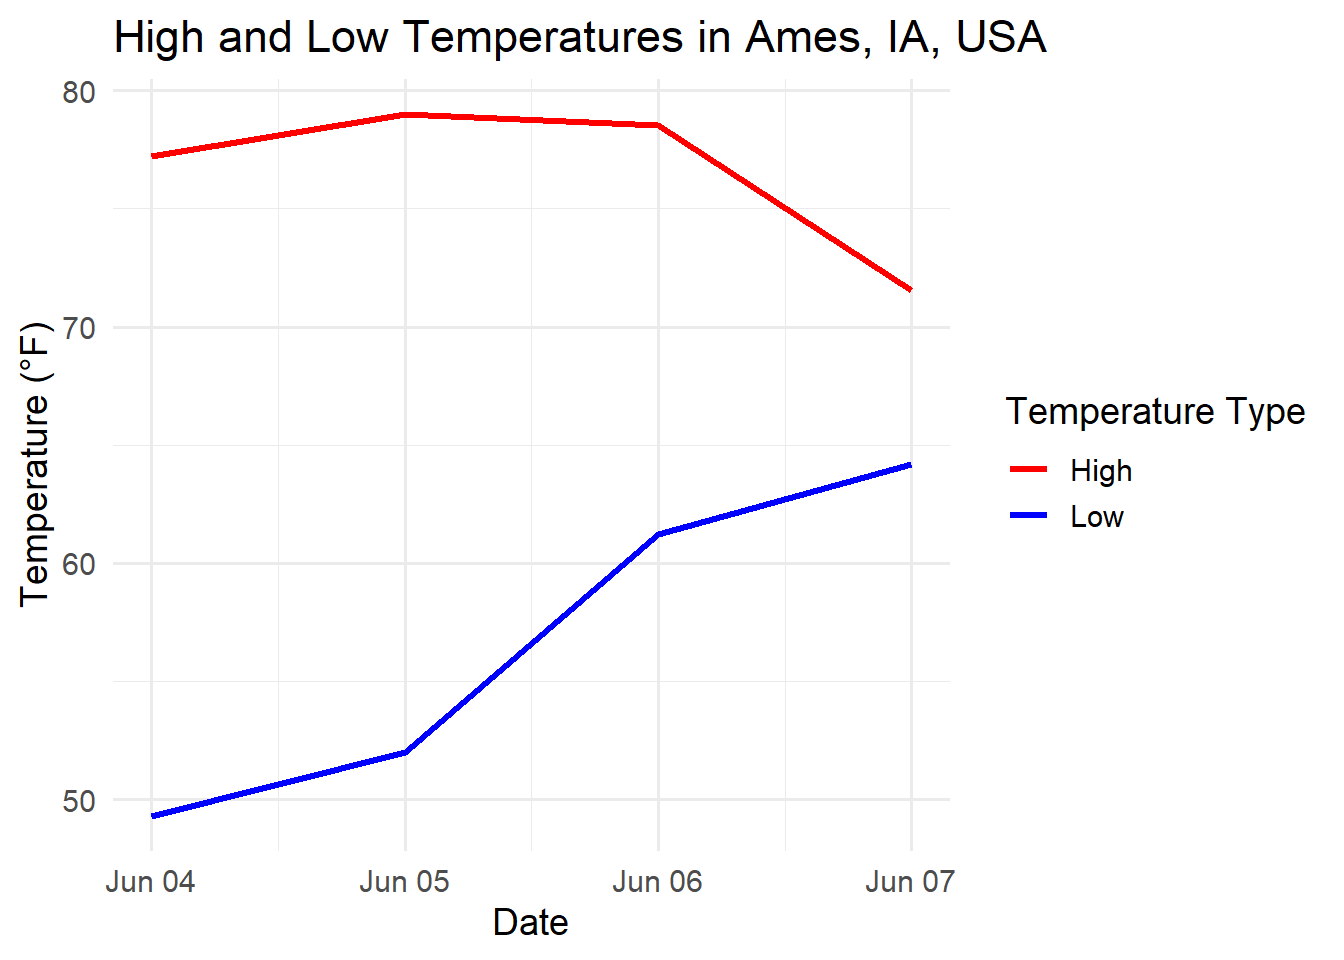 High and Low Temperatures in Ames, IA, USA
80
70
60
50
Temperature (°F)
Jun 04 Jun 05 Jun 06 Jun 07
Date
Temperature Type
High
Low